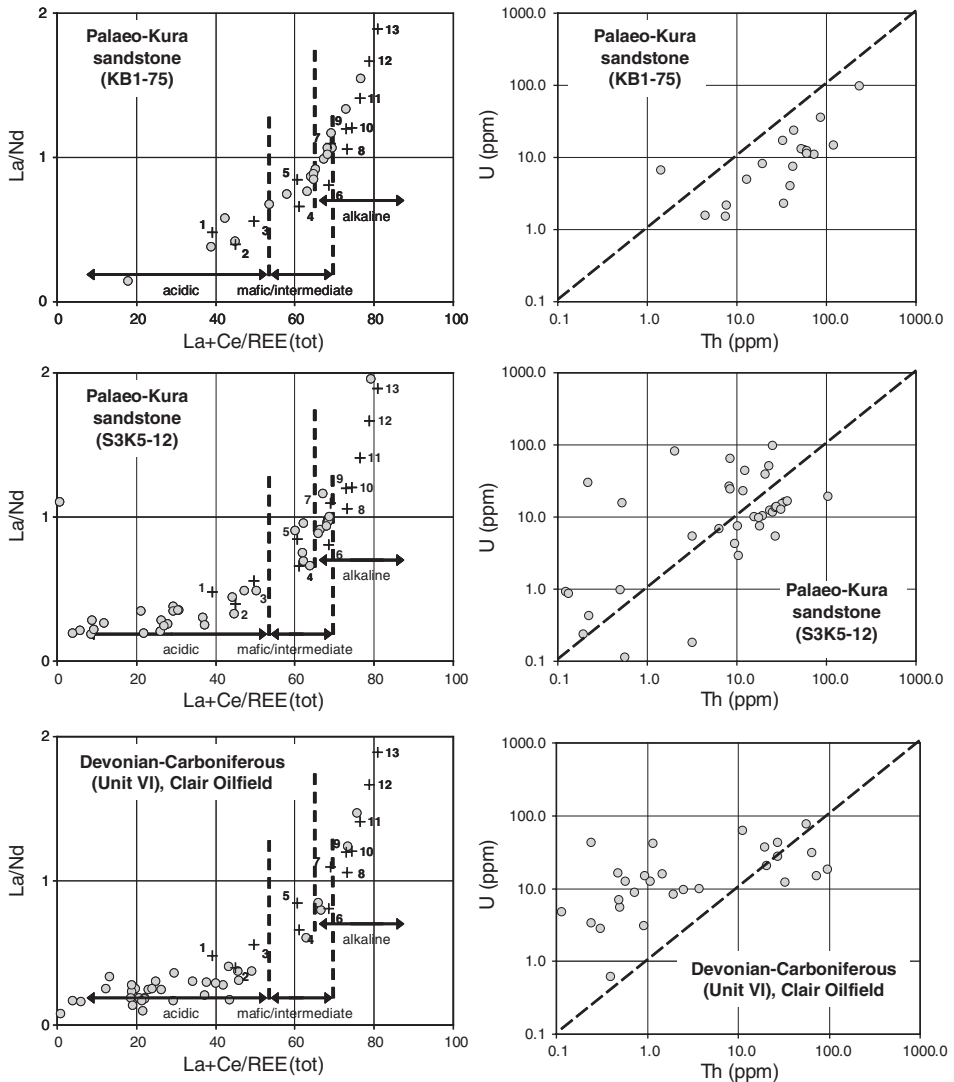 2
Palaeo-Kura
sandstone
(KB1-75)
La/Nd
1
0
13
12
11
10
9
8
7
6
5
4
3
2
1
alkaline
acidic
mafic/intermediate
0
20
40
60
80
100
La+Ce/REE(tot)
1000.0
100.0
10.0
1.0
0.1
U (ppm)
Palaeo-Kura
sandstone
(KB1-75)
0.1
1.0
10.0
100.0
1000.0
Th (ppm)
2
Palaeo-Kura
sandstone
(S3K5-12)
La/Nd
1
0
13
12
11
10
9
8
7
6
5
4
3
2
1
alkaline
acidic
mafic/intermediate
0
20
40
60
80
100
La+Ce/REE(tot)
1000.0
100.0
10.0
1.0
0.1
U (ppm)
Palaeo-Kura
sandstone
(S3K5-12)
0.1
1.0
10.0
100.0
1000.0
Th (ppm)
2
Devonian-Carboniferous
(Unit VI), Clair Oilfield
La/Nd
1
0
13
12
11
10
9
8
7
6
5
4
3
2
1
alkaline
acidic
mafic/intermediate
0
20
40
60
80
100
La+Ce/REE(tot)
1000.0
100.0
10.0
1.0
0.1
U (ppm)
Devonian-Carboniferous
(Unit VI), Clair Oilfield
0.1
1.0
10.0
100.0
1000.0
Th (ppm)